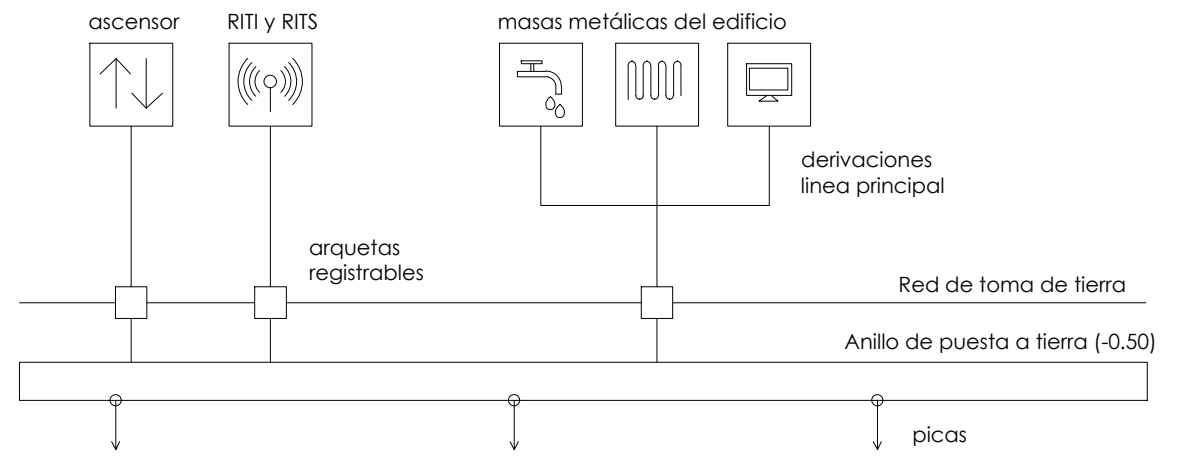 ascensor
RITI y RITS
masas metálicas del edificio
derivaciones
linea principal
arquetas
registrables
Red de toma de tierra
Anillo de puesta a tierra (-0.50)
picas